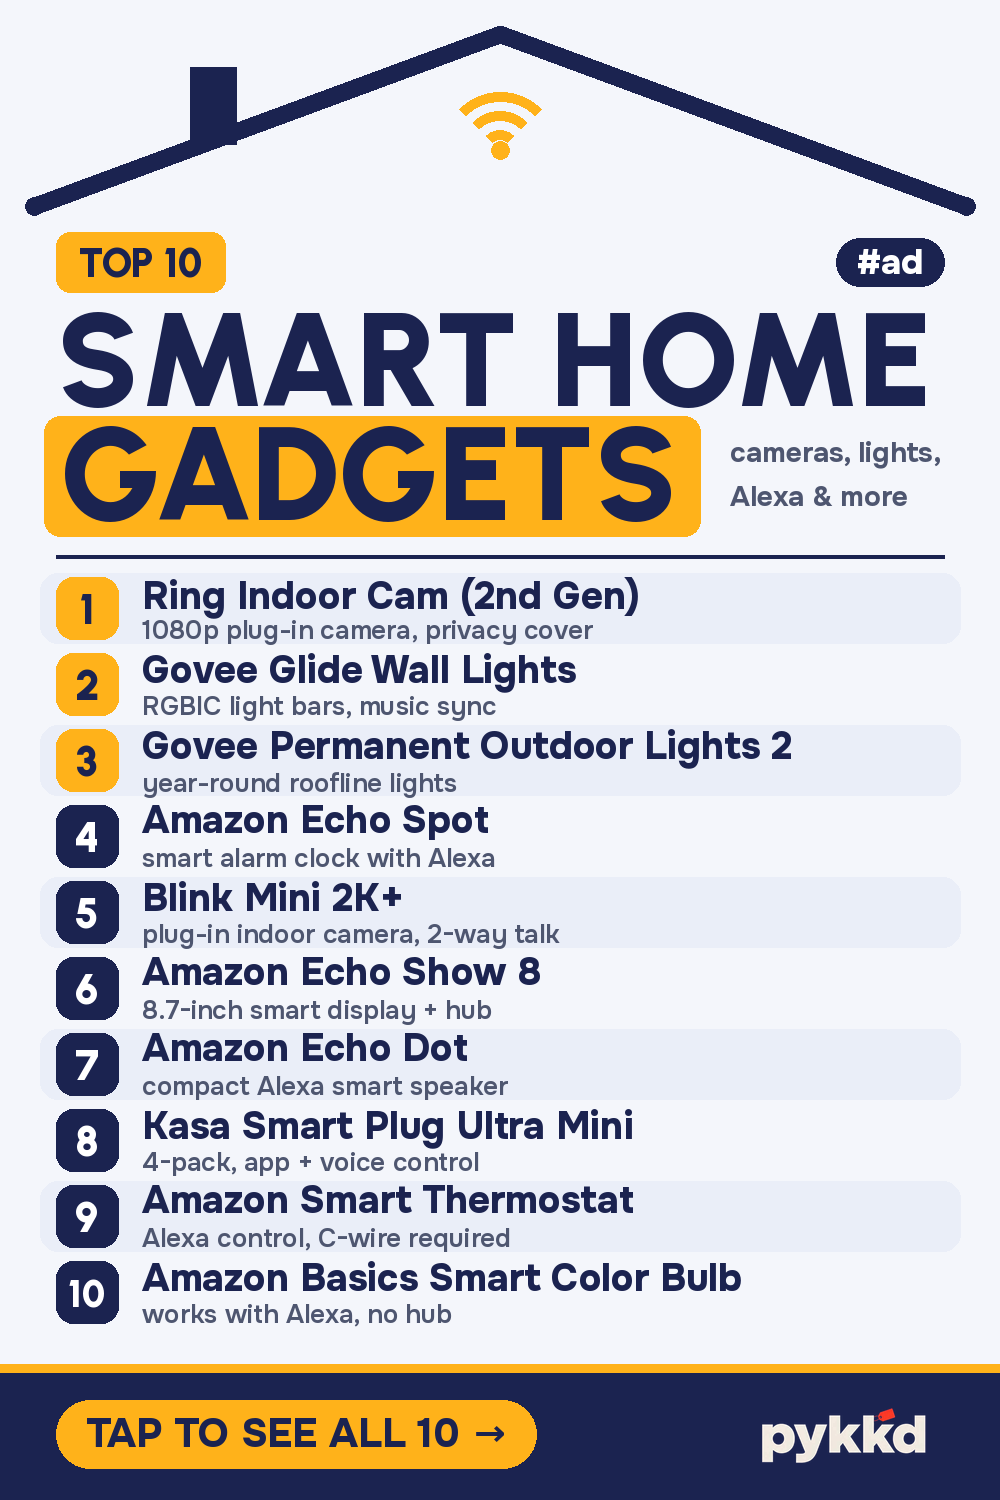 TOP 10
#ad
SMART HOME
GADGETS
cameras, lights,
Alexa & more
1
Ring Indoor Cam (2nd Gen)
1080p plug-in camera, privacy cover
2
Govee Glide Wall Lights
RGBIC light bars, music sync
3
Govee Permanent Outdoor Lights 2
year-round roofline lights
4
Amazon Echo Spot
smart alarm clock with Alexa
5
Blink Mini 2K+
plug-in indoor camera, 2-way talk
6
Amazon Echo Show 8
8.7-inch smart display + hub
7
Amazon Echo Dot
compact Alexa smart speaker
8
Kasa Smart Plug Ultra Mini
4-pack, app + voice control
9
Amazon Smart Thermostat
Alexa control, C-wire required
10
Amazon Basics Smart Color Bulb
works with Alexa, no hub
TAP TO SEE ALL 10 →
pykkd